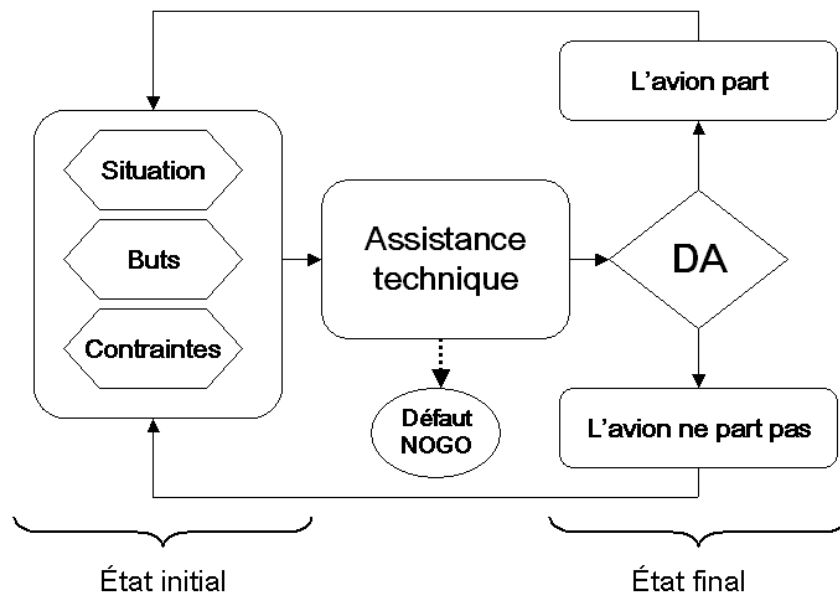 L'avion part
Situation
Buts
Contraintes
Assistance
technique
DA
Défaut
NOGO
L'avion ne part pas
État initial
État final